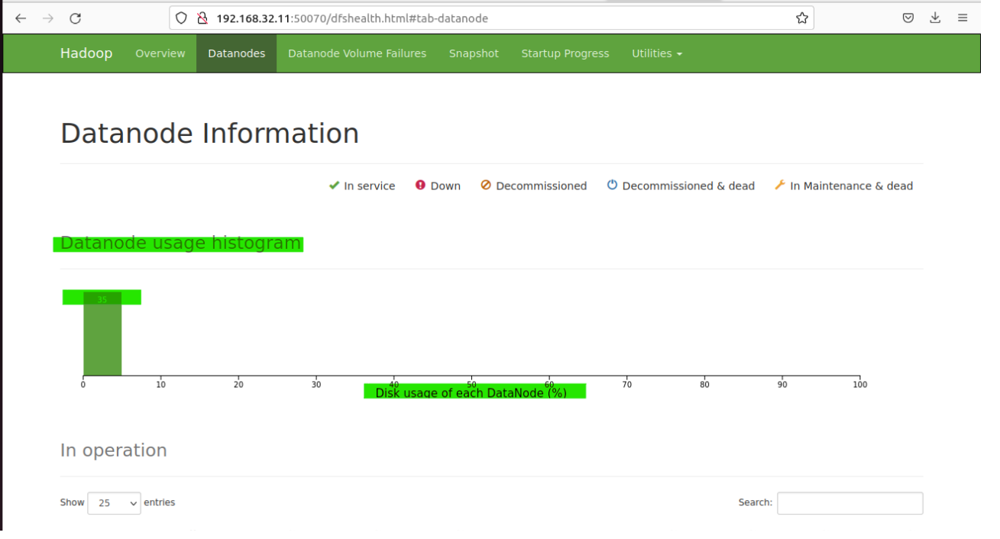 192.168.32.11:50070/dfshealth.html#tab-datanode
Hadoop Overview Datanodes Datanode Volume Failures Snapshot Startup Progress Utilities
Datanode Information
In service Down Decommissioned Decommissioned & dead In Maintenance & dead
Datanode usage histogram
35
0 10 20 30 40 50 60 70 80 90 100
Disk usage of each DataNode (%)
In operation
Show 25 entries Search: